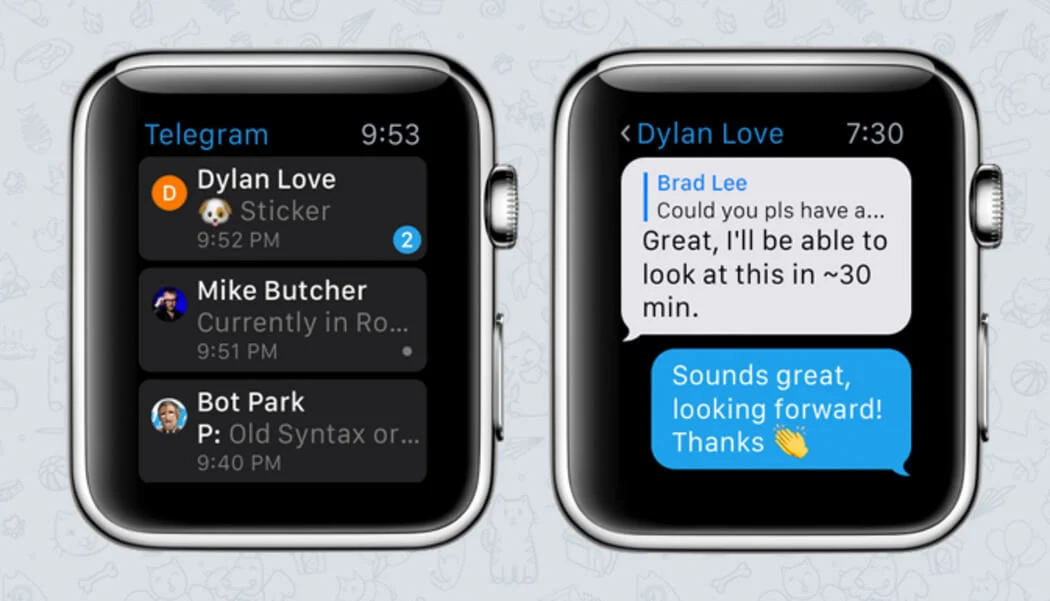 Telegram 9:53
D
Dylan Love
🐶 Sticker
9:52 PM
2
Mike Butcher
Currently in Ro...
9:51 PM
Bot Park
P: Old Syntax or...
9:40 PM
<Dylan Love 7:30
Brad Lee
Could you pls have a...
Great, I'll be able to
look at this in ~30
min.
Sounds great,
looking forward!
Thanks 👏